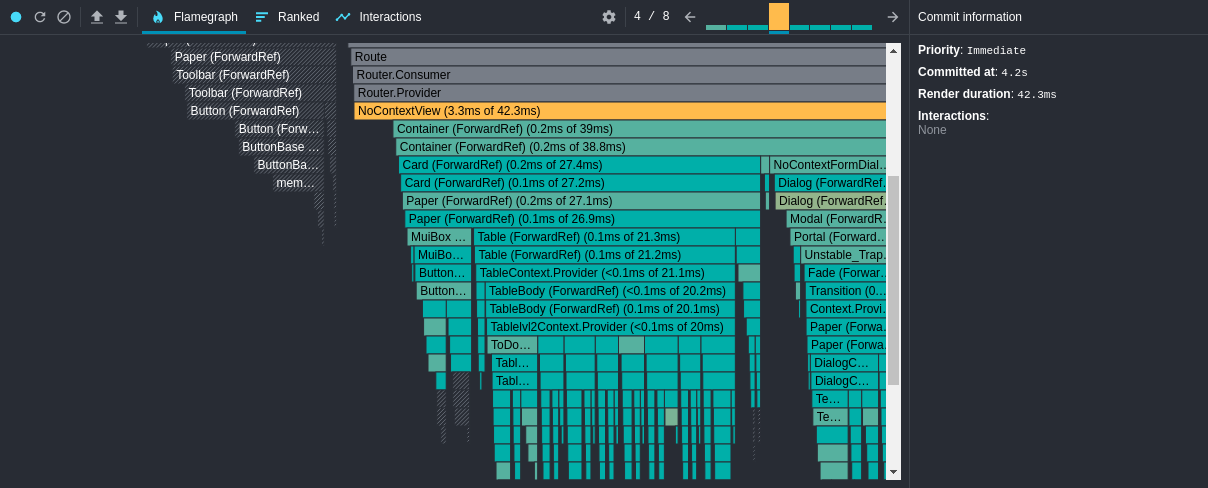 Flamegraph Ranked Interactions 4 / 8 Commit information
Priority: Immediate
Committed at: 4.2s
Render duration: 42.3ms
Interactions:
None
Paper (ForwardRef)
Toolbar (ForwardRef)
Toolbar (ForwardRef)
Button (ForwardRef)
Button (Forw…
ButtonBase …
ButtonBa…
mem…
Route
Router.Consumer
Router.Provider
NoContextView (3.3ms of 42.3ms)
Container (ForwardRef) (0.2ms of 39ms)
Container (ForwardRef) (0.2ms of 38.8ms)
Card (ForwardRef) (0.2ms of 27.4ms) NoContextFormDial…
Card (ForwardRef) (0.1ms of 27.2ms) Dialog (ForwardRef…
Paper (ForwardRef) (0.2ms of 27.1ms) Dialog (ForwardRef…
Paper (ForwardRef) (0.1ms of 26.9ms) Modal (ForwardR…
MuiBox … Table (ForwardRef) (0.1ms of 21.3ms) Portal (Forward…
MuiBo… Table (ForwardRef) (0.1ms of 21.2ms) Unstable_Trap…
Button… TableContext.Provider (<0.1ms of 21.1ms) Fade (Forwar…
Button… TableBody (ForwardRef) (<0.1ms of 20.2ms) Transition (0…
TableBody (ForwardRef) (0.1ms of 20.1ms) Context.Provi…
Tablelvl2Context.Provider (<0.1ms of 20ms) Paper (Forwa…
ToDo… Paper (Forwa…
Tabl… DialogC…
Tabl… DialogC…
Te…
Te…